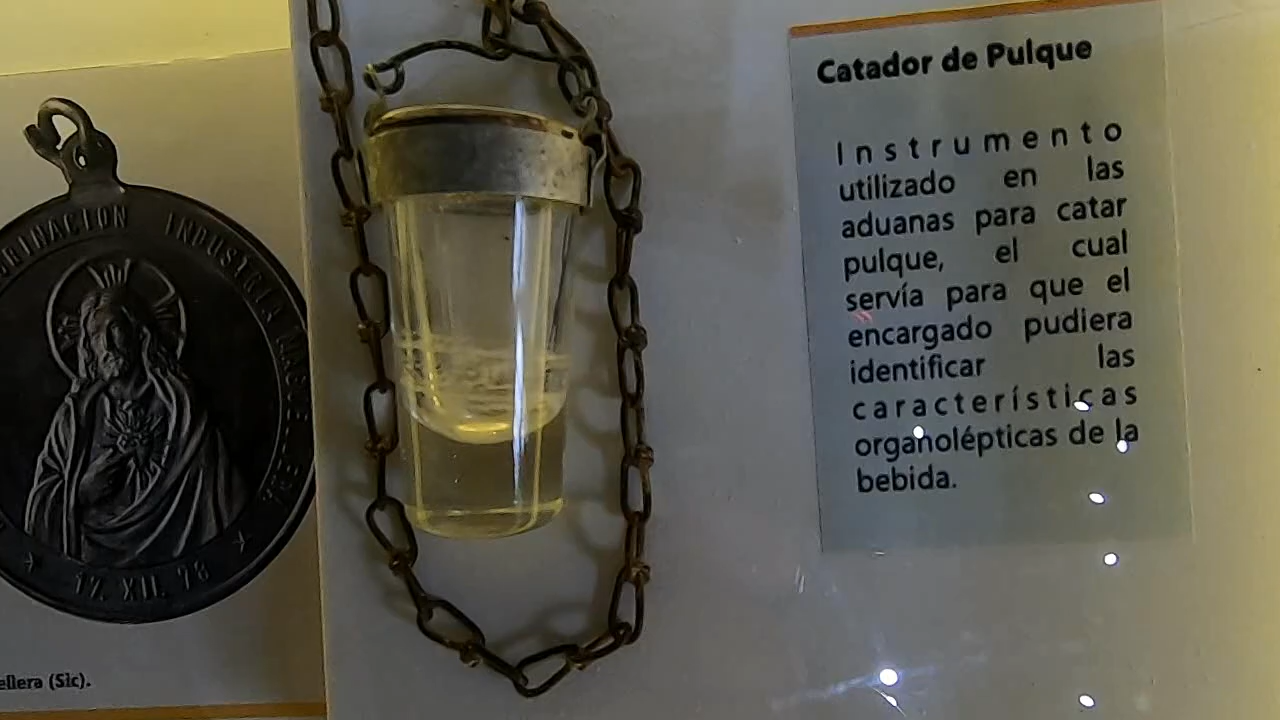 INDUSTRIA
17. XII. 78
ellera (Sic).
Catador de Pulque
Instrumento
utilizado en las
aduanas para catar
pulque, el cual
servía para que el
encargado pudiera
identificar las
características
organolépticas de la
bebida.